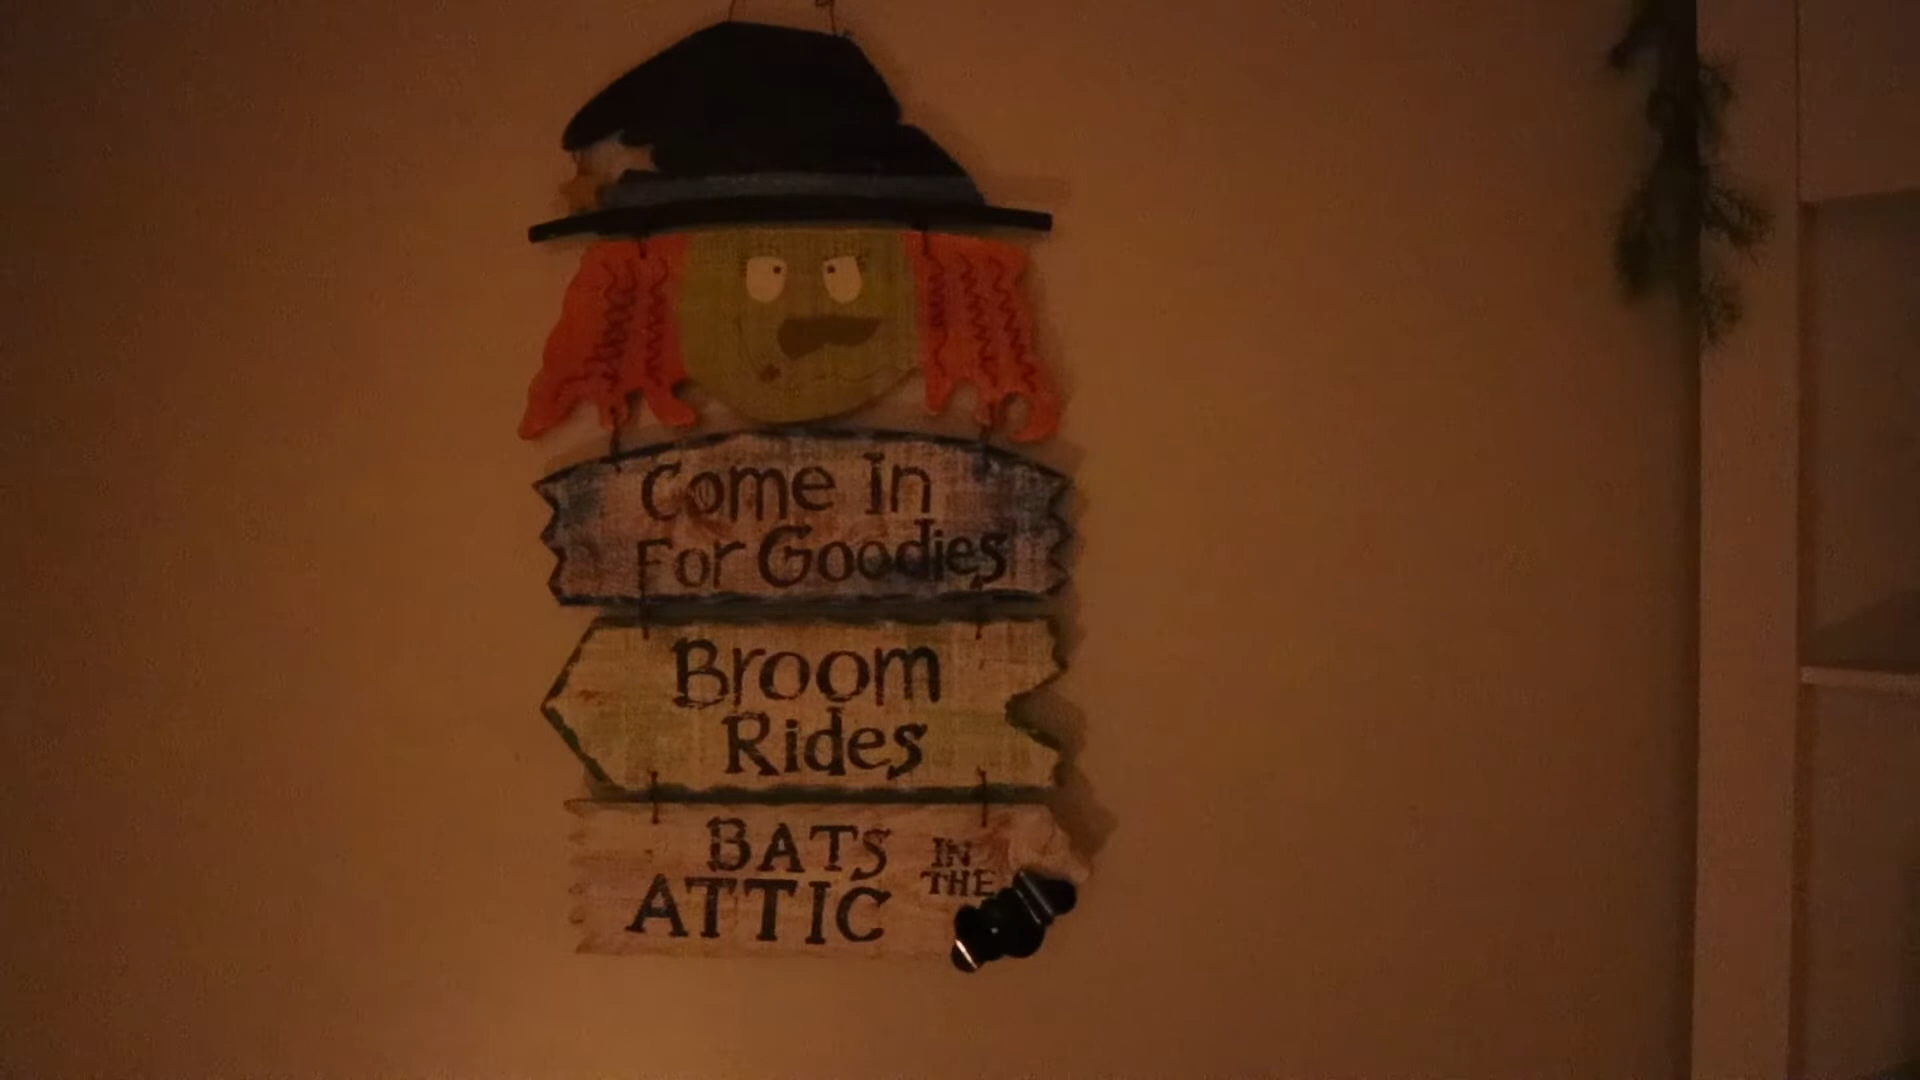 Come In
For Goodies
Broom
Rides
BATS IN
THE
ATTIC